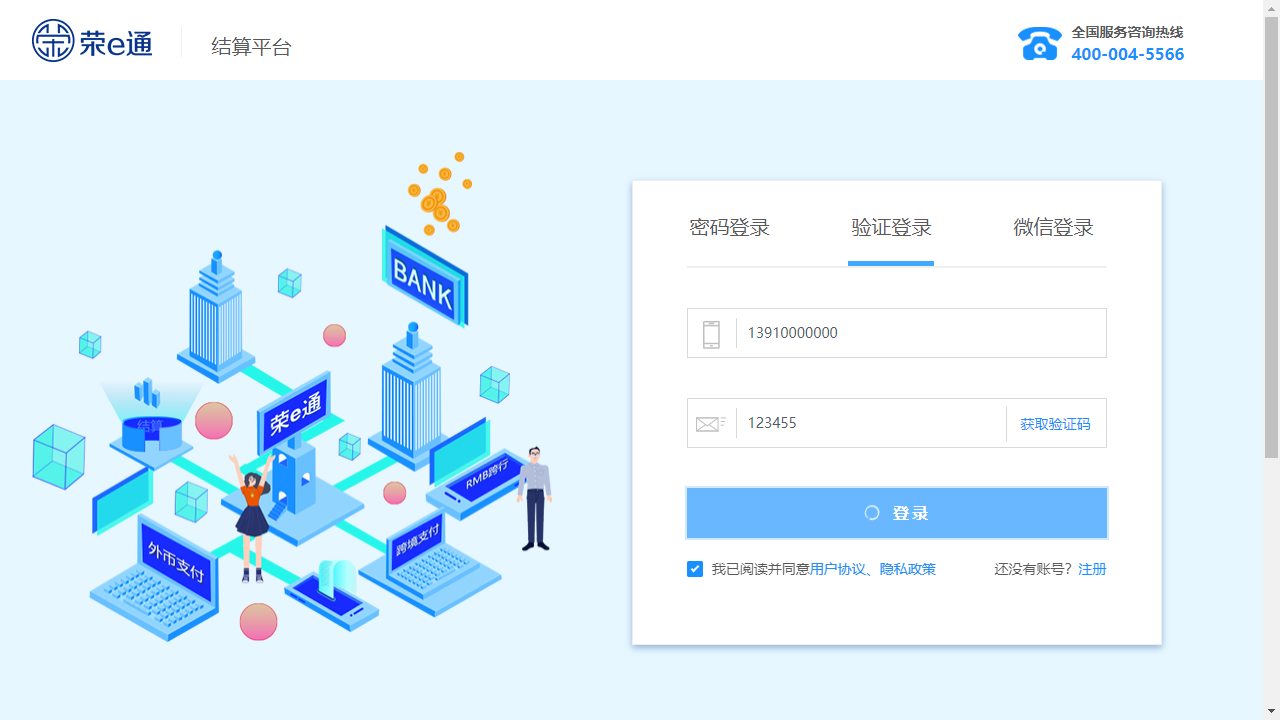 荣e通
结算平台
全国服务咨询热线
400-004-5566
BANK
荣e通
结算
RMB跨行
跨境支付
外币支付
密码登录
验证登录
微信登录
13910000000
123455
获取验证码
登录
我已阅读并同意用户协议、隐私政策
还没有账号？注册